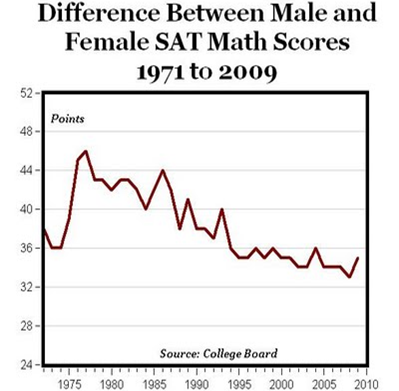 Difference Between Male and
Female SAT Math Scores
1971 to 2009
52
Points
48
44
40
36
32
28
Source: College Board
24
1975 1980 1985 1990 1995 2000 2005 2010